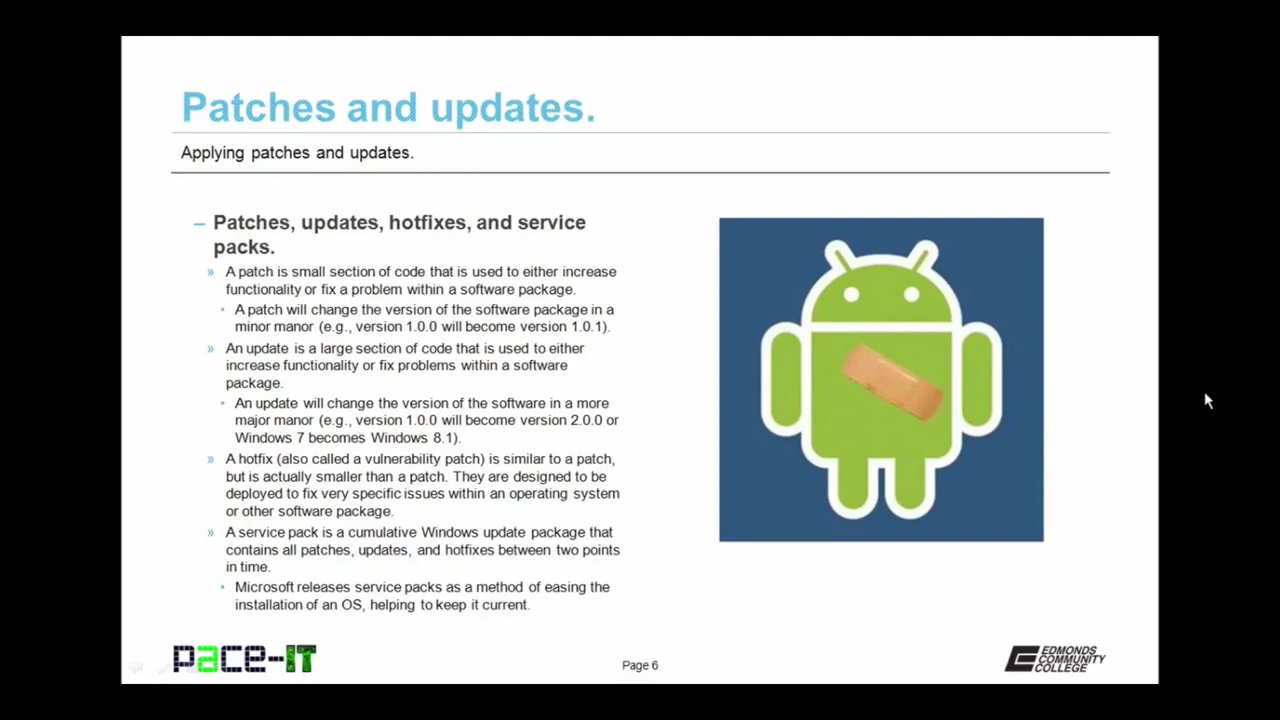 Patches and updates.
Applying patches and updates.
– Patches, updates, hotfixes, and service
packs.
» A patch is small section of code that is used to either increase
functionality or fix a problem within a software package.
• A patch will change the version of the software package in a
minor manor (e.g., version 1.0.0 will become version 1.0.1).
» An update is a large section of code that is used to either
increase functionality or fix problems within a software
package.
• An update will change the version of the software in a more
major manor (e.g., version 1.0.0 will become version 2.0.0 or
Windows 7 becomes Windows 8.1).
» A hotfix (also called a vulnerability patch) is similar to a patch,
but is actually smaller than a patch. They are designed to be
deployed to fix very specific issues within an operating system
or other software package.
» A service pack is a cumulative Windows update package that
contains all patches, updates, and hotfixes between two points
in time.
• Microsoft releases service packs as a method of easing the
installation of an OS, helping to keep it current.
pace-IT
Page 6
EDMONDS
COMMUNITY
COLLEGE